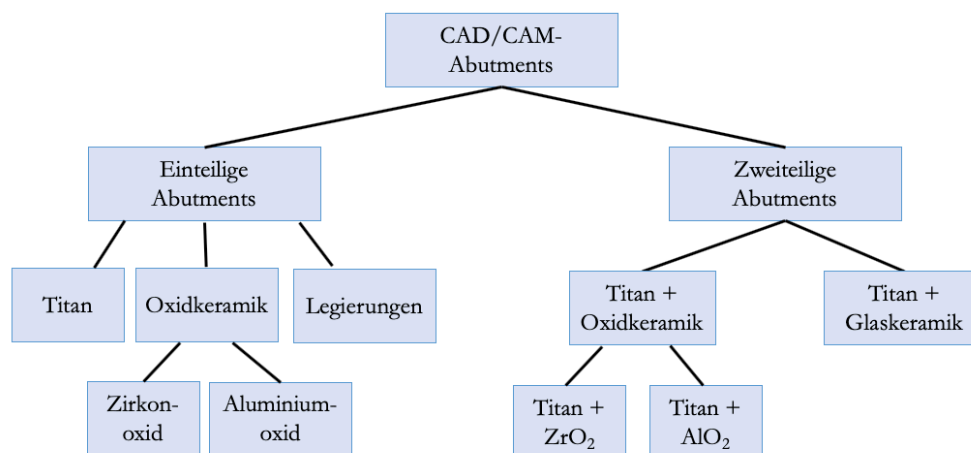 CAD/CAM-
Abutments
Einteilige
Abutments
Zweiteilige
Abutments
Titan
Oxidkeramik
Legierungen
Titan +
Oxidkeramik
Titan +
Glaskeramik
Zirkon-
oxid
Aluminium-
oxid
Titan +
ZrO₂
Titan +
AlO₂